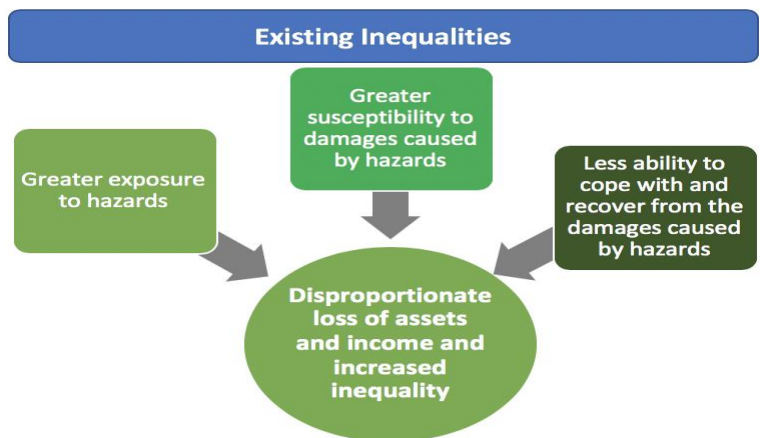 Existing Inequalities
Greater exposure
to hazards
Greater
susceptibility to
damages caused
by hazards
Less ability to
cope with and
recover from the
damages caused
by hazards
Disproportionate
loss of assets
and income and
increased
inequality